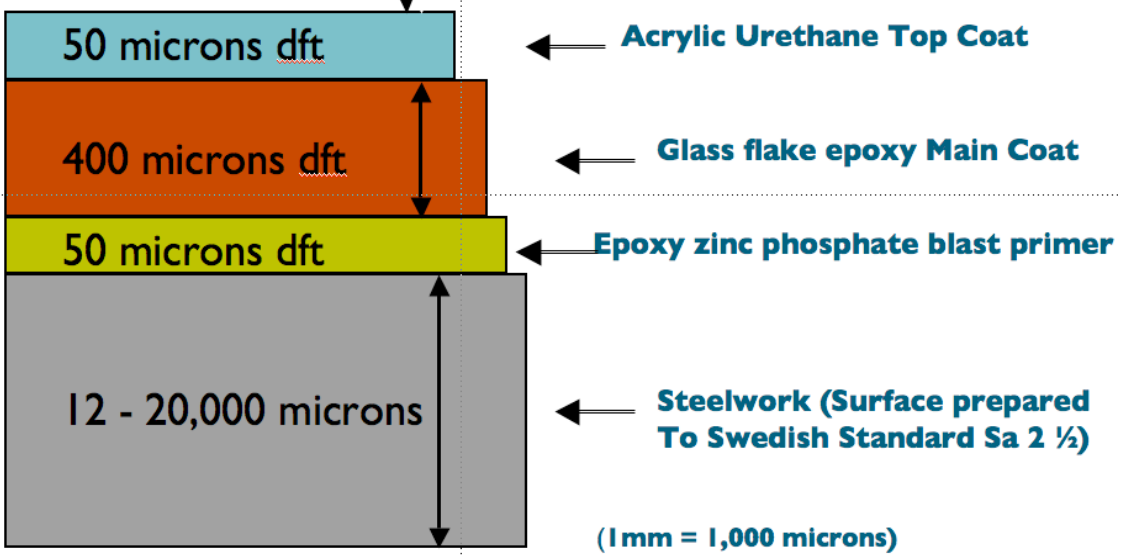 50 microns dft
Acrylic Urethane Top Coat
400 microns dft
Glass flake epoxy Main Coat
50 microns dft
Epoxy zinc phosphate blast primer
12 - 20,000 microns
Steelwork (Surface prepared
To Swedish Standard Sa 2 ½)
(1mm = 1,000 microns)